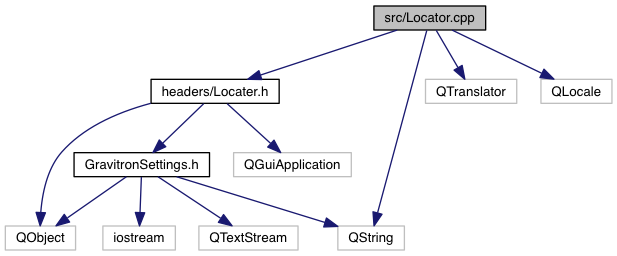 src/Locator.cpp
headers/Locater.h
QTranslator
QLocale
GravitronSettings.h
QGuiApplication
QObject
iostream
QTextStream
QString